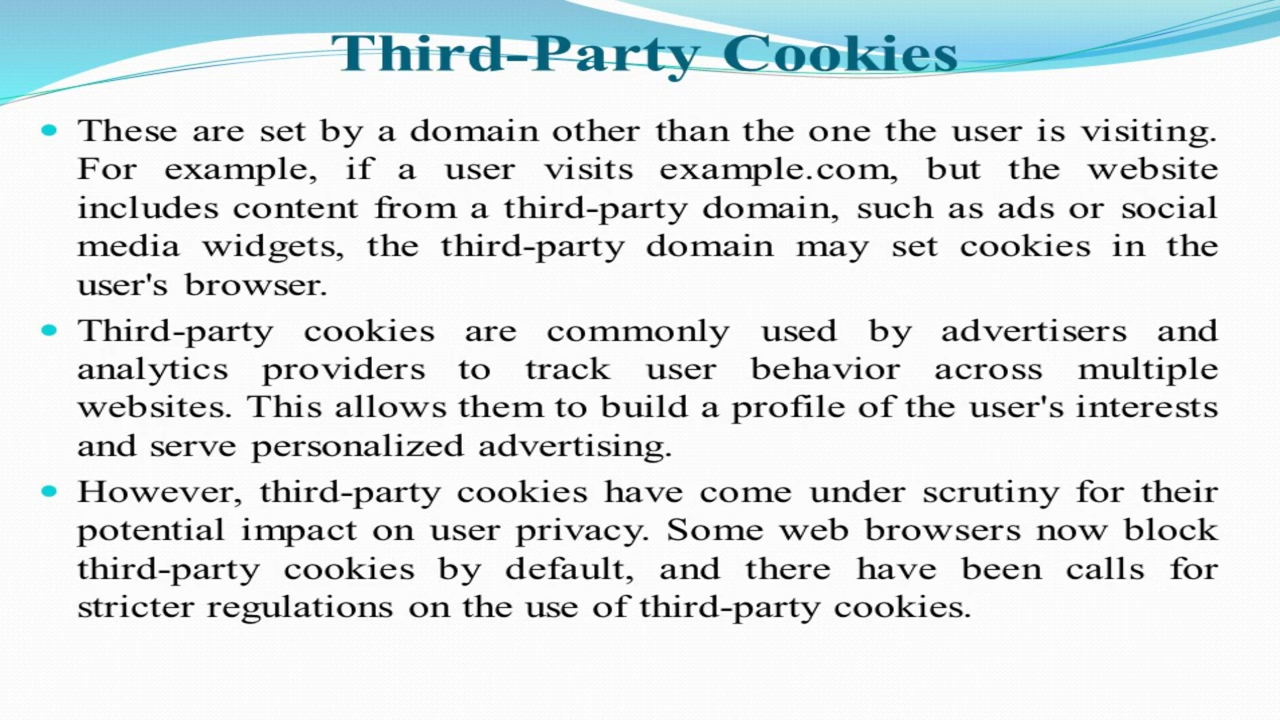 Third-Party Cookies
These are set by a domain other than the one the user is visiting.
For example, if a user visits example.com, but the website
includes content from a third-party domain, such as ads or social
media widgets, the third-party domain may set cookies in the
user's browser.
Third-party cookies are commonly used by advertisers and
analytics providers to track user behavior across multiple
websites. This allows them to build a profile of the user's interests
and serve personalized advertising.
However, third-party cookies have come under scrutiny for their
potential impact on user privacy. Some web browsers now block
third-party cookies by default, and there have been calls for
stricter regulations on the use of third-party cookies.